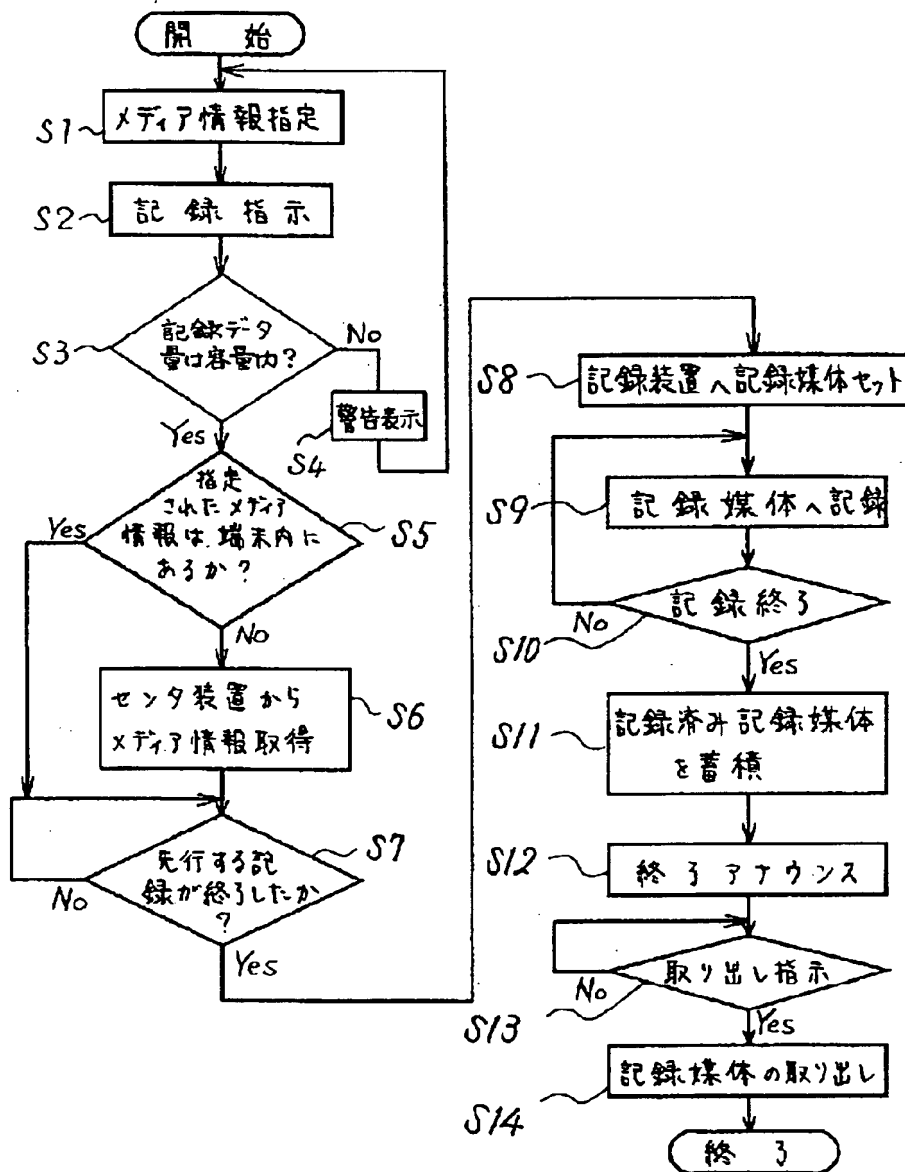 開始
S1
メディア情報指定
S2
記録指示
S3
記録データ
量は容量内?
No
Yes
警告表示
S4
指定
されたメディア
情報は、端末内に
あるか?
Yes
S5
No
センタ装置から
メディア情報取得
S6
先行する記
録が終了したか
?
S7
No
Yes
S8
記録装置へ記録媒体セット
S9
記録媒体へ記録
記録終了
No
S10
Yes
S11
記録済み記録媒体
を蓄積
S12
終了アナウンス
取り出し指示
No
S13
Yes
記録媒体の取り出し
S14
終了